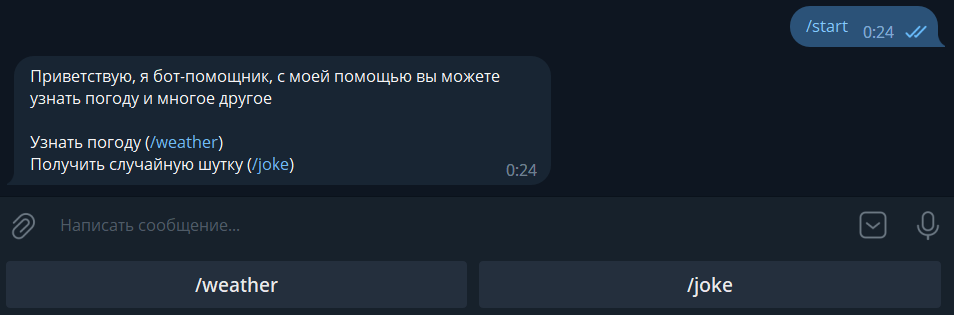 /start 0:24
Приветствую, я бот-помощник, с моей помощью вы можете
узнать погоду и многое другое
Узнать погоду (/weather)
Получить случайную шутку (/joke)
0:24
Написать сообщение...
/weather
/joke